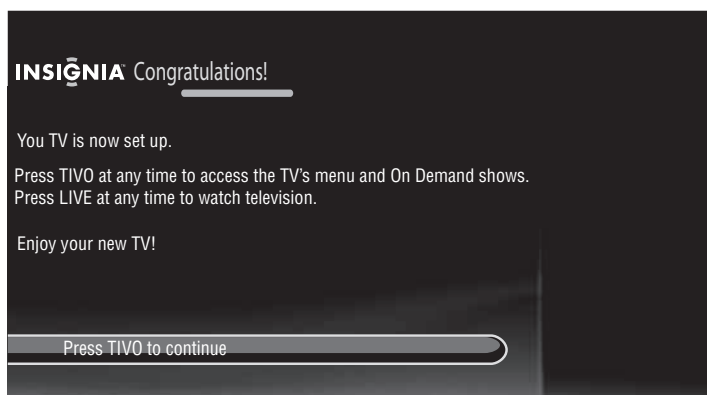 INSIGNIA™ Congratulations!
You TV is now set up.
Press TIVO at any time to access the TV's menu and On Demand shows.
Press LIVE at any time to watch television.
Enjoy your new TV!
Press TIVO to continue